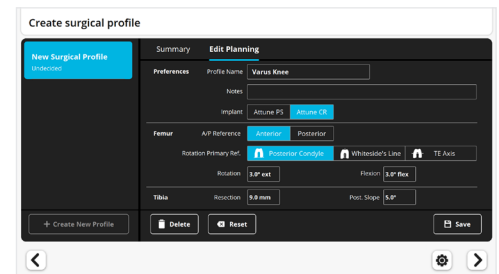 Create surgical profile
New Surgical Profile
Undecided
Summary Edit Planning
Preferences Profile Name Varus Knee
Notes
Implant Attune PS Attune CR
Femur A/P Reference Anterior Posterior
Rotation Primary Ref. Posterior Condyle Whiteside's Line TE Axis
Rotation 3.0° ext Flexion 3.0° flex
Tibia Resection 9.0 mm Post. Slope 5.0°
+ Create New Profile Delete Reset Save